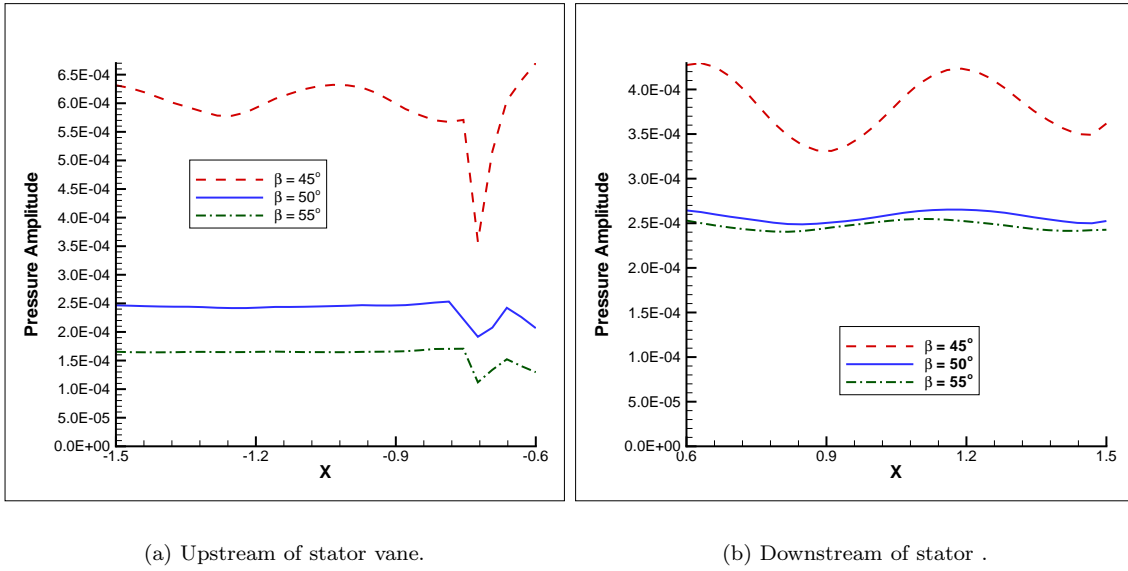 6.5E-04
6.0E-04
5.5E-04
5.0E-04
4.5E-04
4.0E-04
3.5E-04
3.0E-04
2.5E-04
2.0E-04
1.5E-04
1.0E-04
5.0E-05
0.0E+00
Pressure Amplitude
β = 45°
β = 50°
β = 55°
-1.5 -1.2 -0.9 -0.6
X
4.0E-04
3.5E-04
3.0E-04
2.5E-04
2.0E-04
1.5E-04
1.0E-04
5.0E-05
0.0E+00
Pressure Amplitude
β = 45°
β = 50°
β = 55°
0.6 0.9 1.2 1.5
X
(a) Upstream of stator vane.
(b) Downstream of stator .